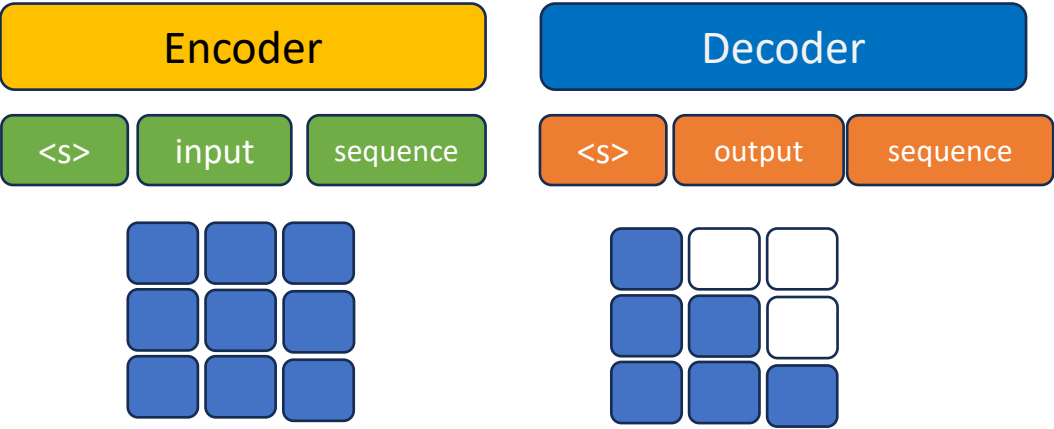 Encoder
Decoder
<s> input sequence
<s> output sequence